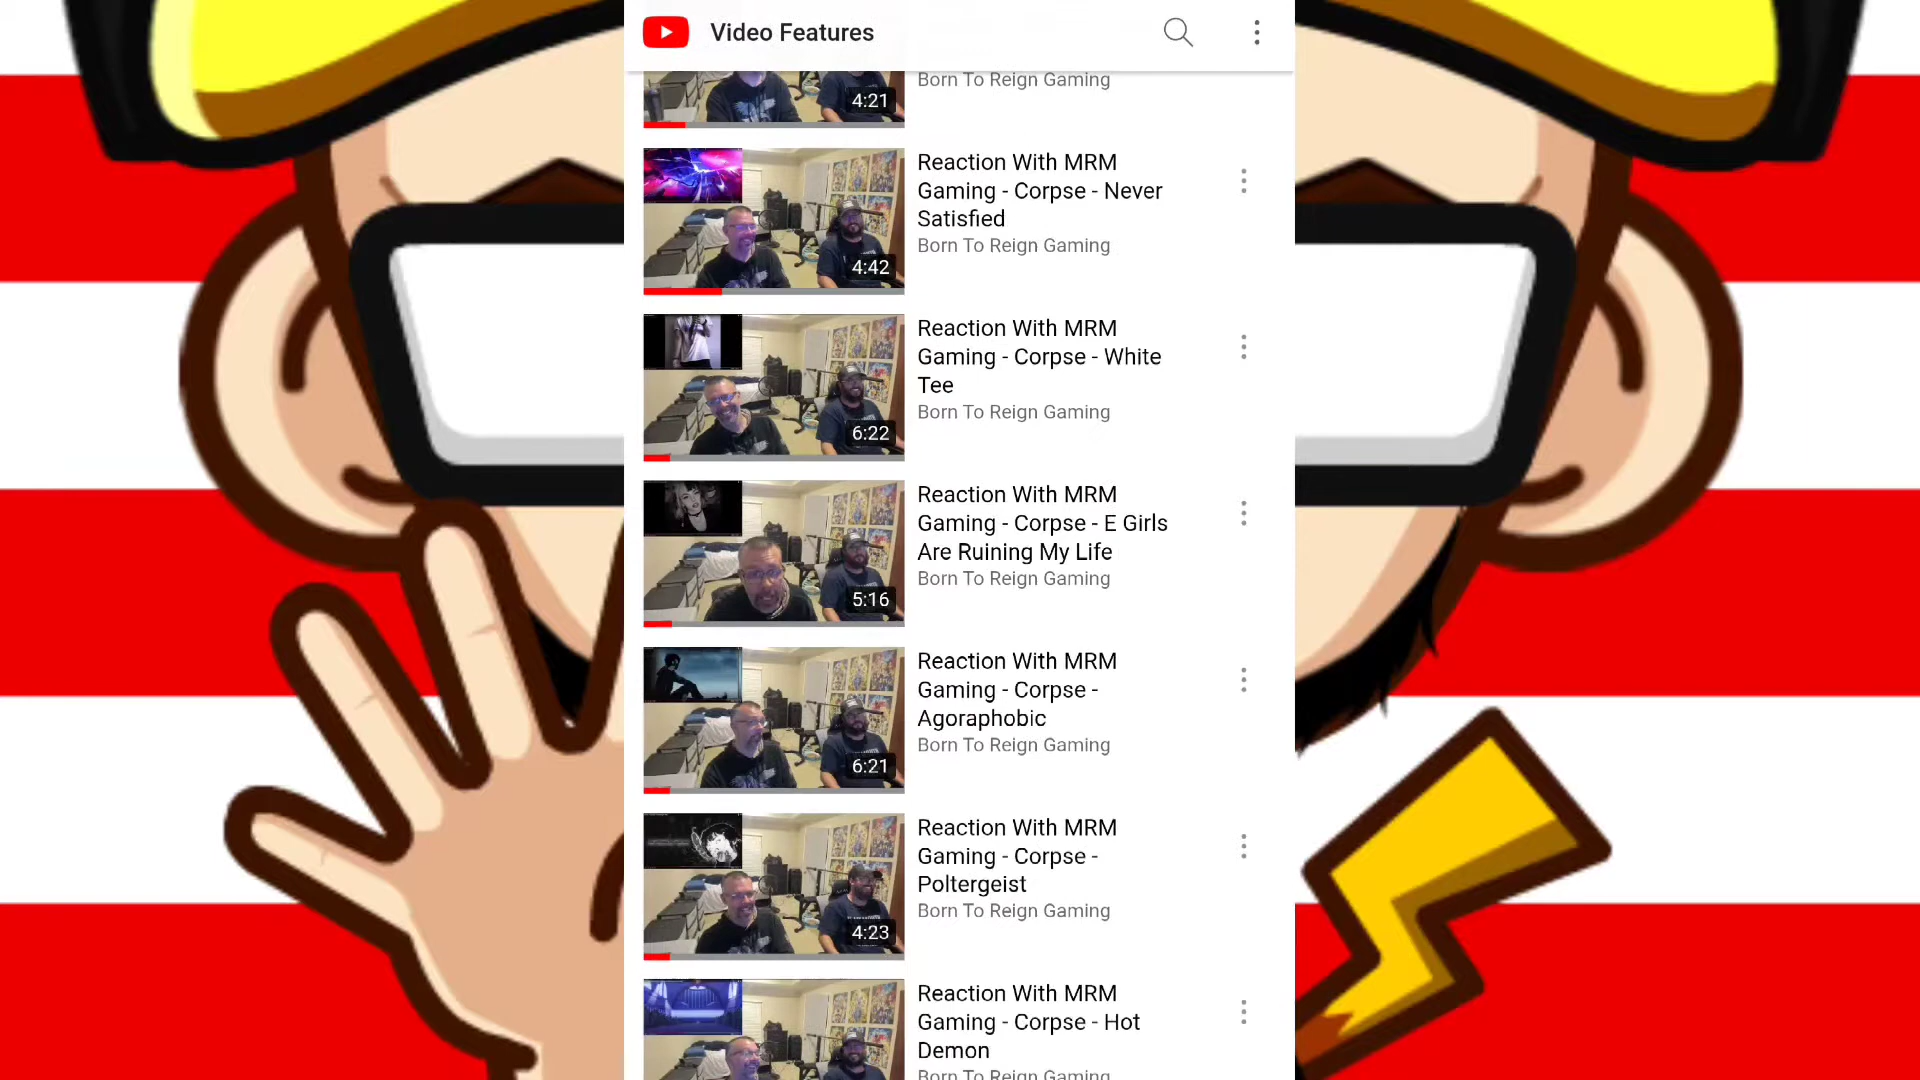 Video Features
4:21
Born To Reign Gaming
Reaction With MRM
Gaming - Corpse - Never
Satisfied
Born To Reign Gaming
4:42
Reaction With MRM
Gaming - Corpse - White
Tee
Born To Reign Gaming
6:22
Reaction With MRM
Gaming - Corpse - E Girls
Are Ruining My Life
Born To Reign Gaming
5:16
Reaction With MRM
Gaming - Corpse -
Agoraphobic
Born To Reign Gaming
6:21
Reaction With MRM
Gaming - Corpse -
Poltergeist
Born To Reign Gaming
4:23
Reaction With MRM
Gaming - Corpse - Hot
Demon
Born To Reign Gaming